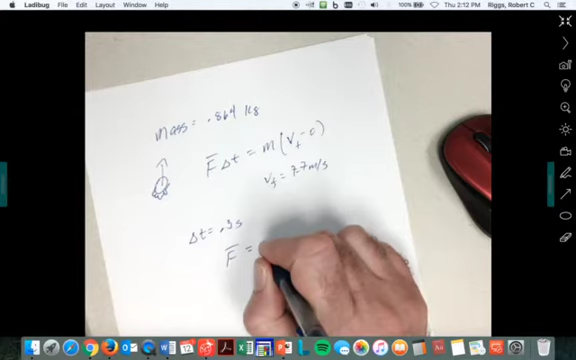 Ladibug File Edit Layout Window Help 100% Thu 2:12 PM Riggs, Robert C
mass = .864 kg
F̅ Δt = m (Vf - 0)
Vf = 7.7 m/s
Δt = .3 s
F̅ =